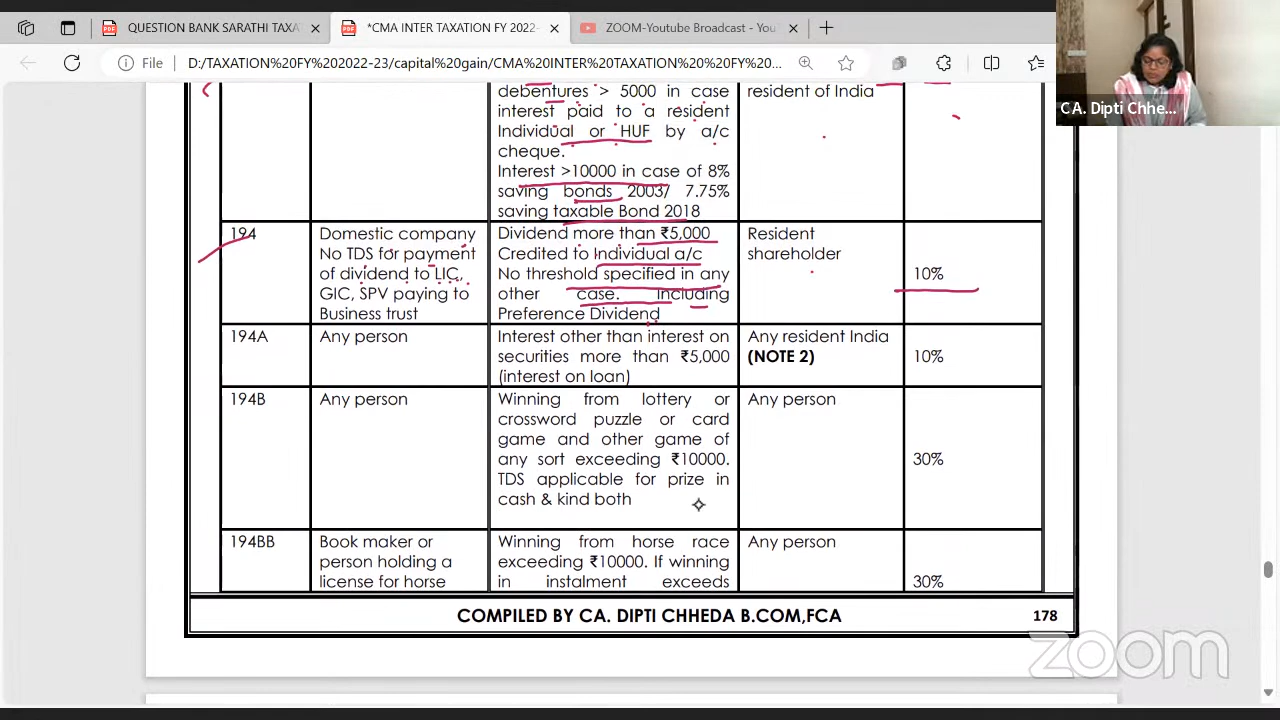 QUESTION BANK SARATHI TAXA
*CMA INTER TAXATION FY 2022-
ZOOM-Youtube Broadcast - You
File
D:/TAXATION%20FY%202022-23/capital gain/CMA%20INTER%20TAXATION%20%20FY%20...
CA. Dipti Chhe...
debentures > 5000 in case
interest paid to a resident
Individual or HUF by a/c
cheque.
Interest >10000 in case of 8%
saving bonds 2003/ 7.75%
saving taxable Bond 2018
resident of India
194
Domestic company
No TDS for payment
of dividend to LIC,
GIC, SPV paying to
Business trust
Dividend more than ₹5,000
Credited to Individual a/c
No threshold specified in any
other case. Including
Preference Dividend
Resident
shareholder
10%
194A
Any person
Interest other than interest on
securities more than ₹5,000
(interest on loan)
Any resident India
(NOTE 2)
10%
194B
Any person
Winning from lottery or
crossword puzzle or card
game and other game of
any sort exceeding ₹10000.
TDS applicable for prize in
cash & kind both
Any person
30%
194BB
Book maker or
person holding a
license for horse
Winning from horse race
exceeding ₹10000. If winning
in instalment exceeds
Any person
30%
COMPILED BY CA. DIPTI CHHEDA B.COM,FCA
178
zoom